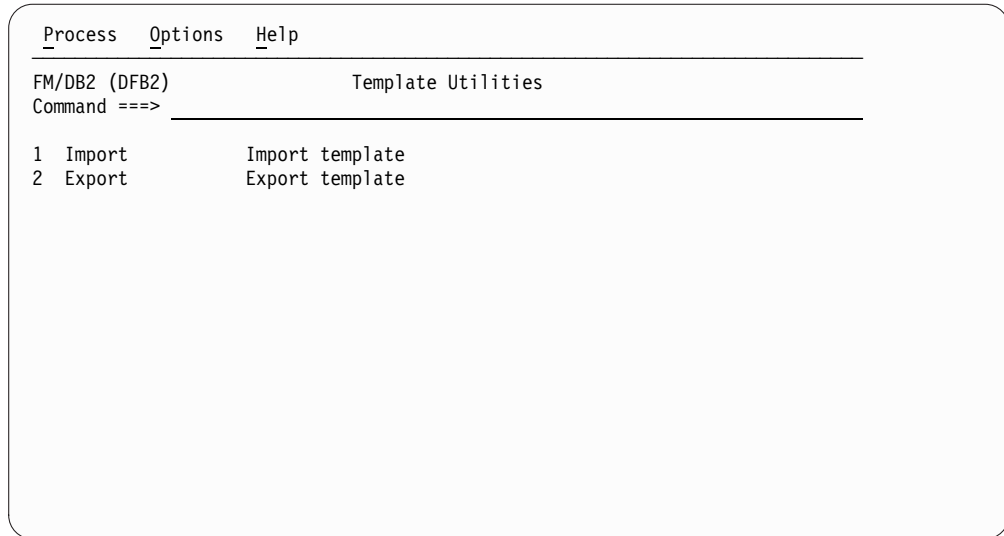 Process Options Help
FM/DB2 (DFB2) Template Utilities
Command ===>
1 Import Import template
2 Export Export template